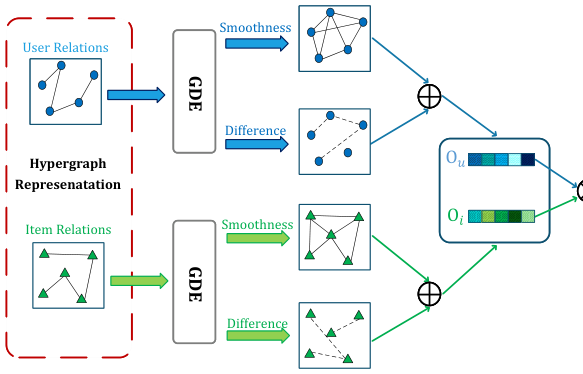 User Relations
Hypergraph
Represenatation
Item Relations
GDE
GDE
Smoothness
Difference
Smoothness
Difference
O_u
O_i